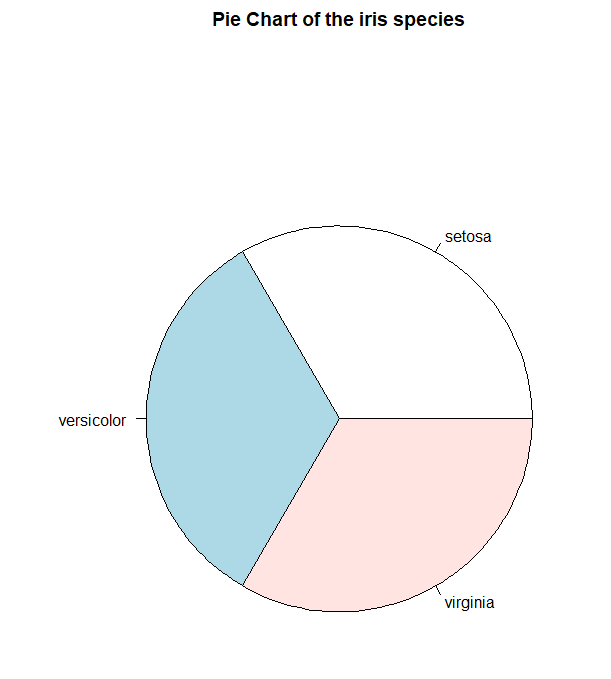 Pie Chart of the iris species
setosa
versicolor
virginia